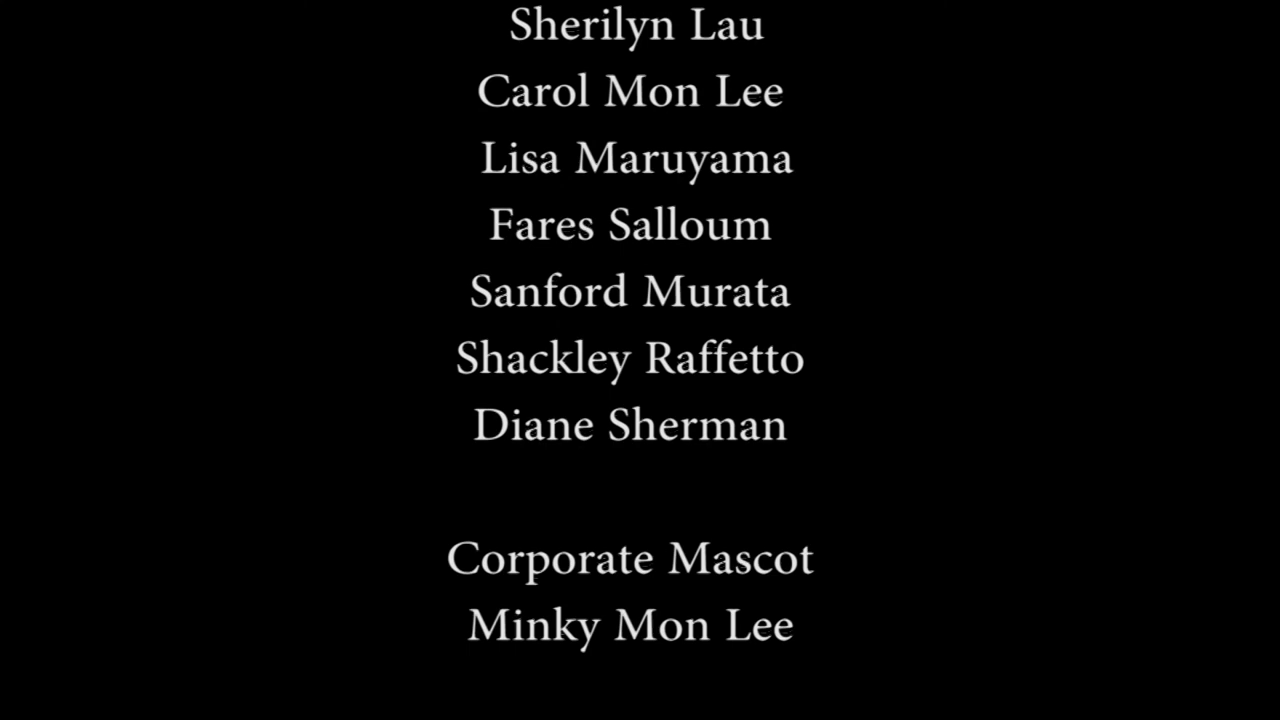 Sherilyn Lau
Carol Mon Lee
Lisa Maruyama
Fares Salloum
Sanford Murata
Shackley Raffetto
Diane Sherman
Corporate Mascot
Minky Mon Lee